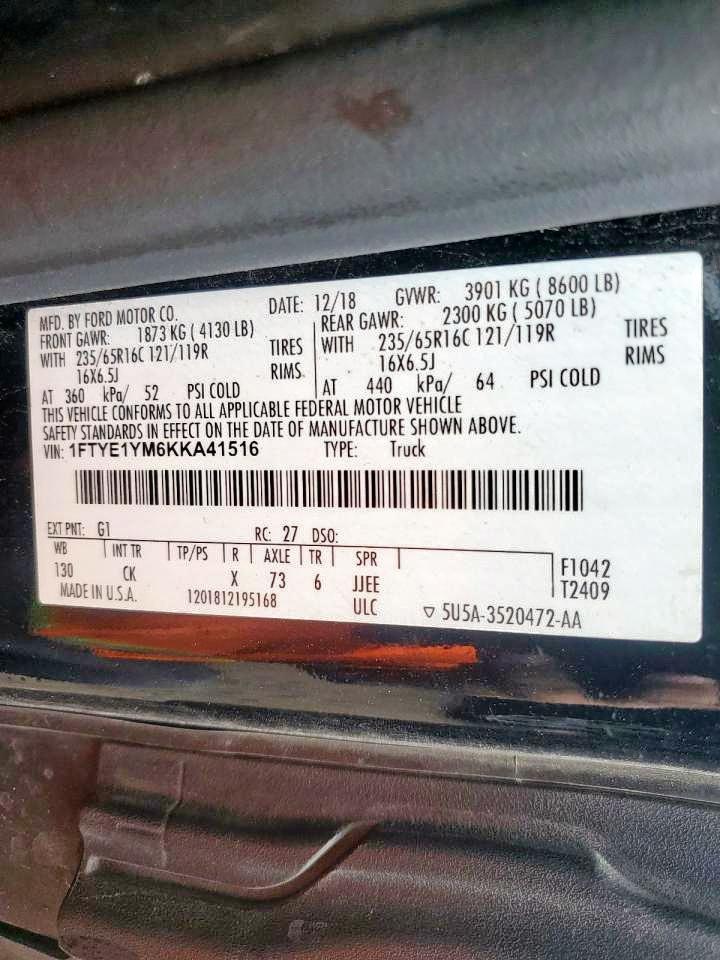 MFD. BY FORD MOTOR CO. DATE: 12/18 GVWR: 3901 KG ( 8600 LB)
FRONT GAWR: 1873 KG ( 4130 LB) REAR GAWR: 2300 KG ( 5070 LB)
WITH 235/65R16C 121/119R TIRES WITH 235/65R16C 121/119R TIRES
16X6.5J RIMS 16X6.5J RIMS
AT 360 kPa/ 52 PSI COLD AT 440 kPa/ 64 PSI COLD
THIS VEHICLE CONFORMS TO ALL APPLICABLE FEDERAL MOTOR VEHICLE
SAFETY STANDARDS IN EFFECT ON THE DATE OF MANUFACTURE SHOWN ABOVE.
VIN: 1FTYE1YM6KKA41516 TYPE: Truck
EXT PNT: G1 RC: 27 DSO:
WB INT TR TP/PS R AXLE TR SPR
130 CK X 73 6 JJEE F1042
MADE IN U.S.A. 1201812195168 ULC T2409
▽ 5U5A-3520472-AA